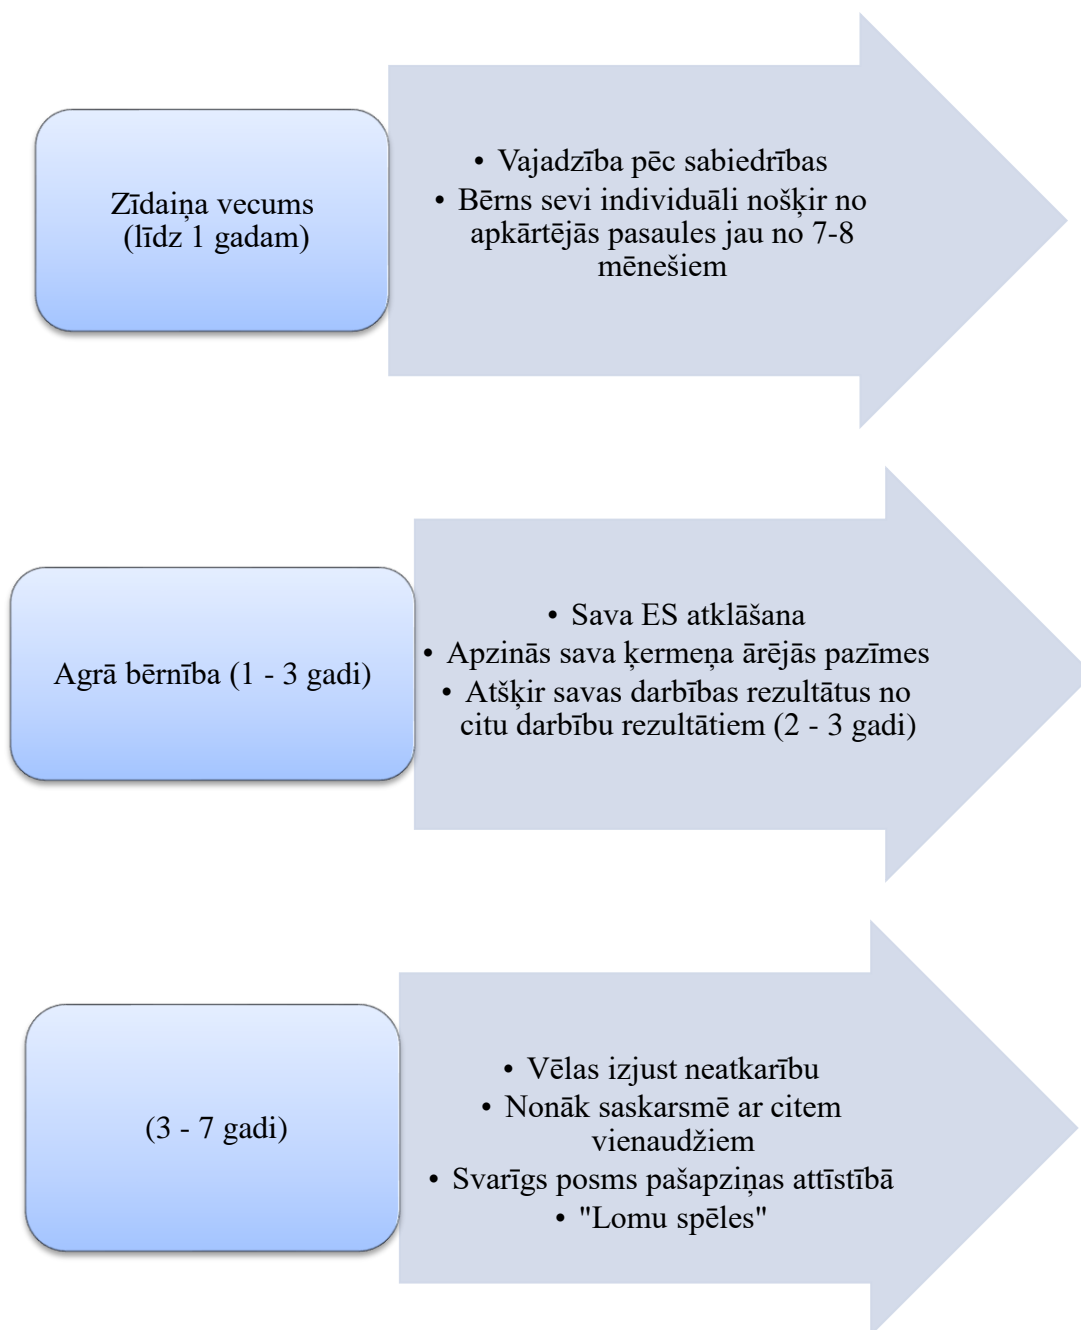 Zīdaiņa vecums
(līdz 1 gadam)
• Vajadzība pēc sabiedrības
• Bērns sevi individuāli nošķir no
apkārtējās pasaules jau no 7-8
mēnešiem
Agrā bērnība (1 - 3 gadi)
• Sava ES atklāšana
• Apzinās sava ķermeņa ārējās pazīmes
• Atšķir savas darbības rezultātus no
citu darbību rezultātiem (2 - 3 gadi)
(3 - 7 gadi)
• Vēlas izjust neatkarību
• Nonāk saskarsmē ar citem
vienaudžiem
• Svarīgs posms pašapziņas attīstībā
• "Lomu spēles"